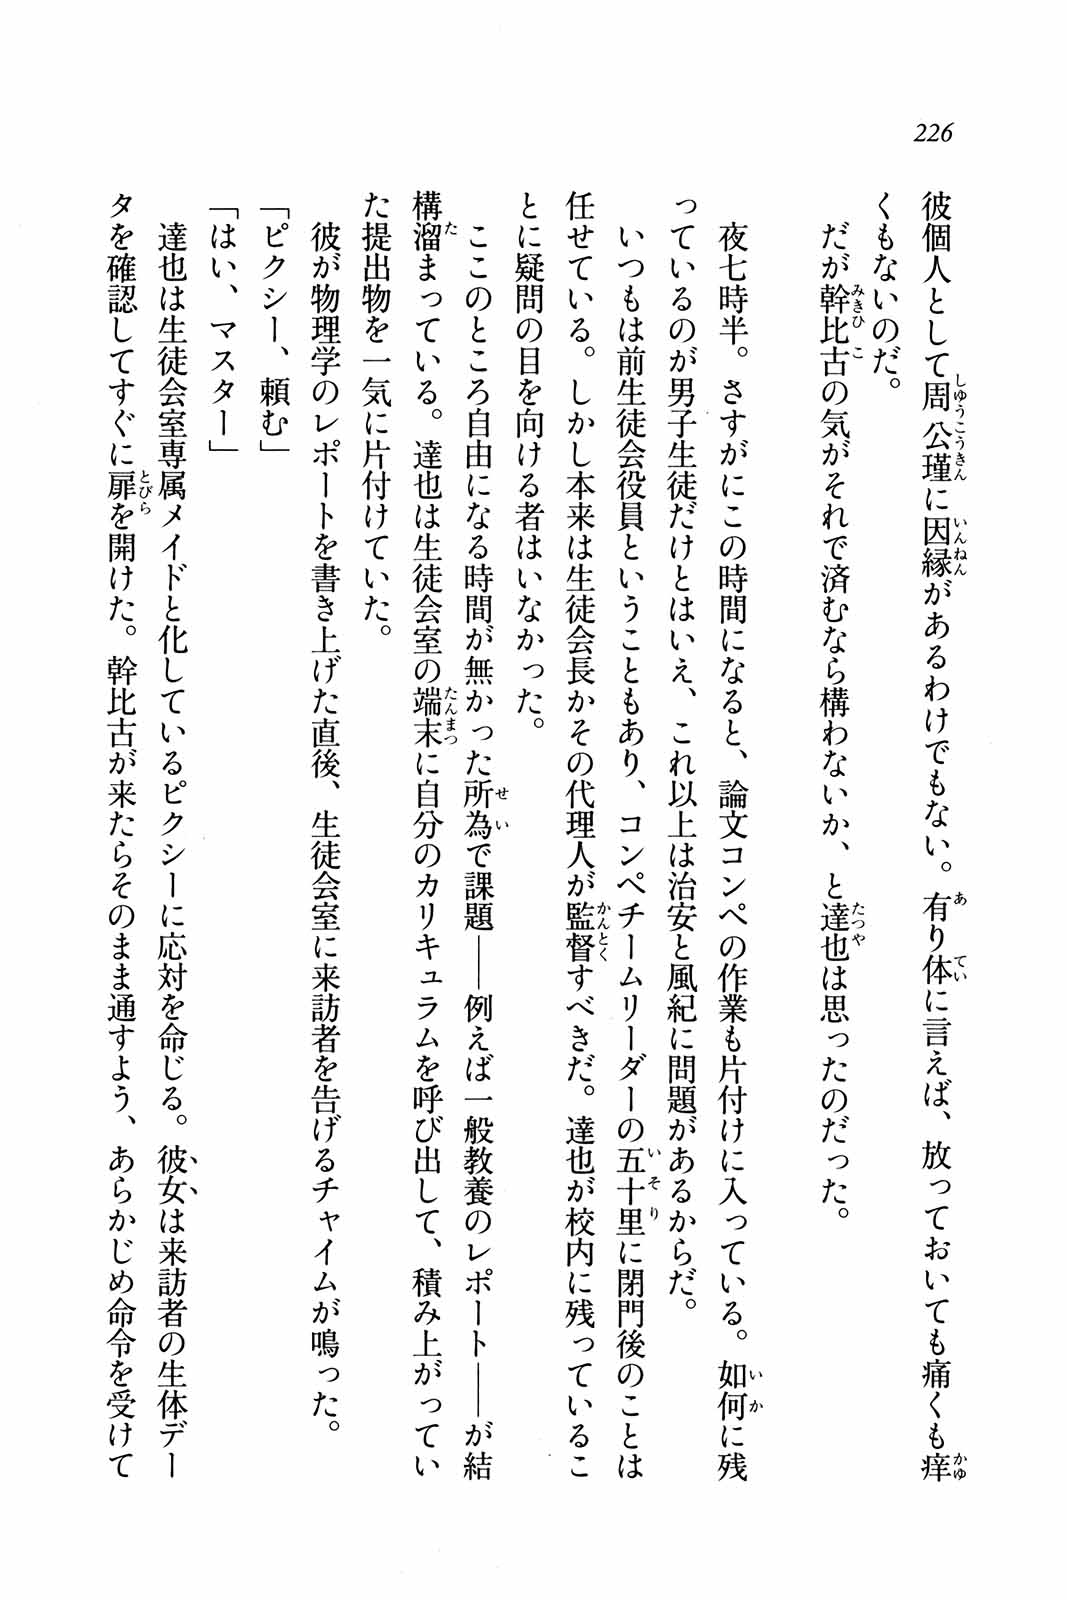 226
彼個人として周公瑾に因縁があるわけでもない。有り体に言えば、放っておいても痛くも痒
くもないのだ。
だが幹比古の気がそれで済むなら構わないか、と達也は思ったのだった。
夜七時半。さすがにこの時間になると、論文コンペの作業も片付けに入っている。如何に残
っているのが男子生徒だけとはいえ、これ以上は治安と風紀に問題があるからだ。
いつもは前生徒会役員ということもあり、コンペチームリーダーの五十里に閉門後のことは
任せている。しかし本来は生徒会長かその代理人が監督すべきだ。達也が校内に残っているこ
とに疑問の目を向ける者はいなかった。
ここのところ自由になる時間が無かった所為で課題――例えば一般教養のレポート――が結
構溜まっている。達也は生徒会室の端末に自分のカリキュラムを呼び出して、積み上がってい
た提出物を一気に片付けていた。
彼が物理学のレポートを書き上げた直後、生徒会室に来訪者を告げるチャイムが鳴った。
「ピクシー、頼む」
「はい、マスター」
達也は生徒会室専属メイドと化しているピクシーに応対を命じる。彼女は来訪者の生体デー
タを確認してすぐに扉を開けた。幹比古が来たらそのまま通すよう、あらかじめ命令を受けて